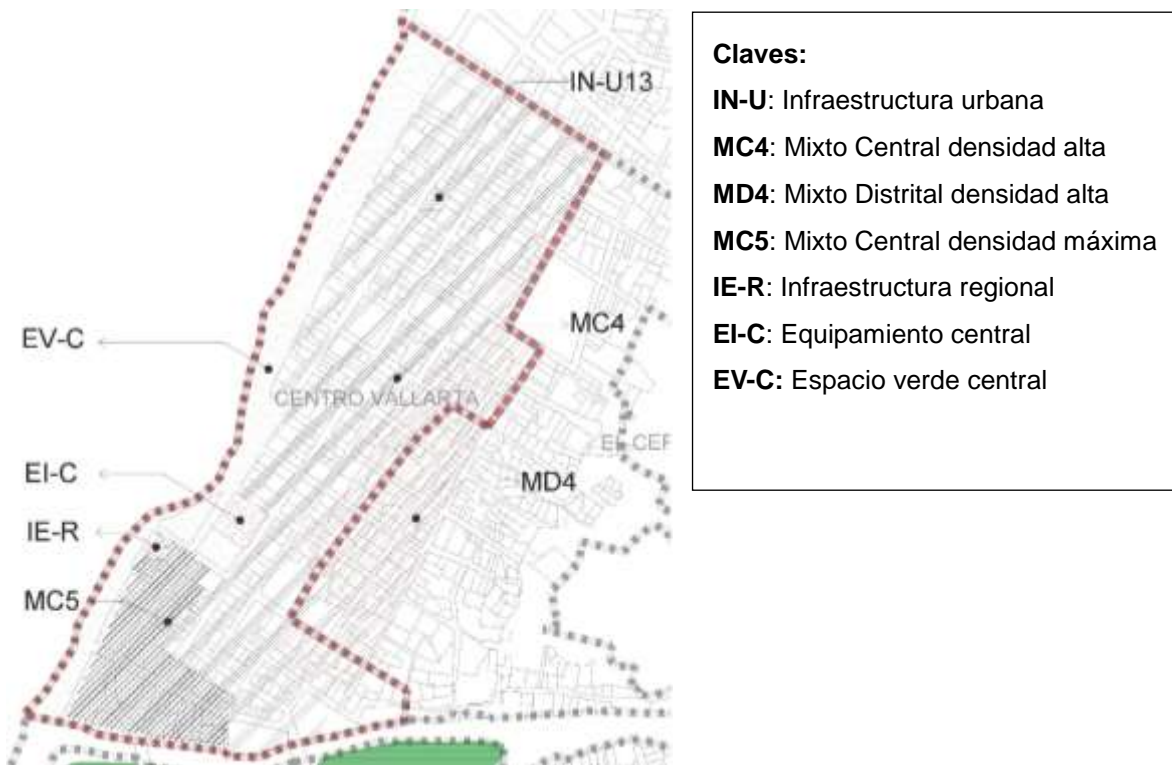 IN-U13
MC4
EV-C
CENTRO VALLARTA
EL CER
MD4
EI-C
IE-R
MC5
Claves:
IN-U: Infraestructura urbana
MC4: Mixto Central densidad alta
MD4: Mixto Distrital densidad alta
MC5: Mixto Central densidad máxima
IE-R: Infraestructura regional
EI-C: Equipamiento central
EV-C: Espacio verde central